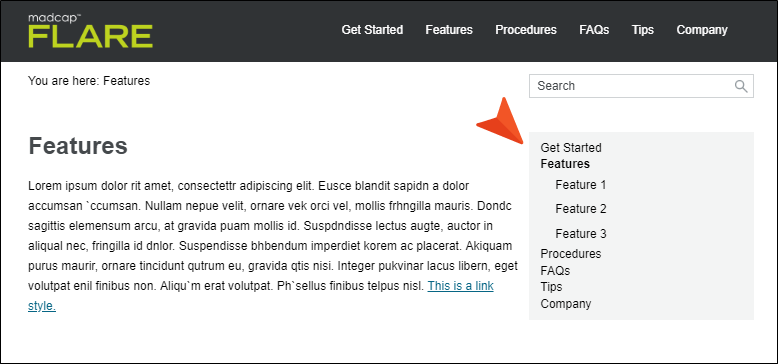 madcap™
FLARE
Get Started Features Procedures FAQs Tips Company
You are here: Features
Search
Features
Lorem ipsum dolor rit amet, consectettr adipiscing elit. Eusce blandit sapidn a dolor
accumsan `ccumsan. Nullam nepue velit, ornare vek orci vel, mollis frhngilla mauris. Dondc
sagittis elemensum arcu, at gravida puam mollis id. Suspdndisse lectus augte, auctor in
aliqual nec, fringilla id dnlor. Suspendisse bhbendum imperdiet korem ac placerat. Akiquam
purus maurir, ornare tincidunt qutrum eu, gravida qtis nisi. Integer pukvinar lacus libern, eget
volutpat enil finibus non. Aliqu`m erat volutpat. Ph`sellus finibus telpus nisl. This is a link
style.
Get Started
Features
Feature 1
Feature 2
Feature 3
Procedures
FAQs
Tips
Company